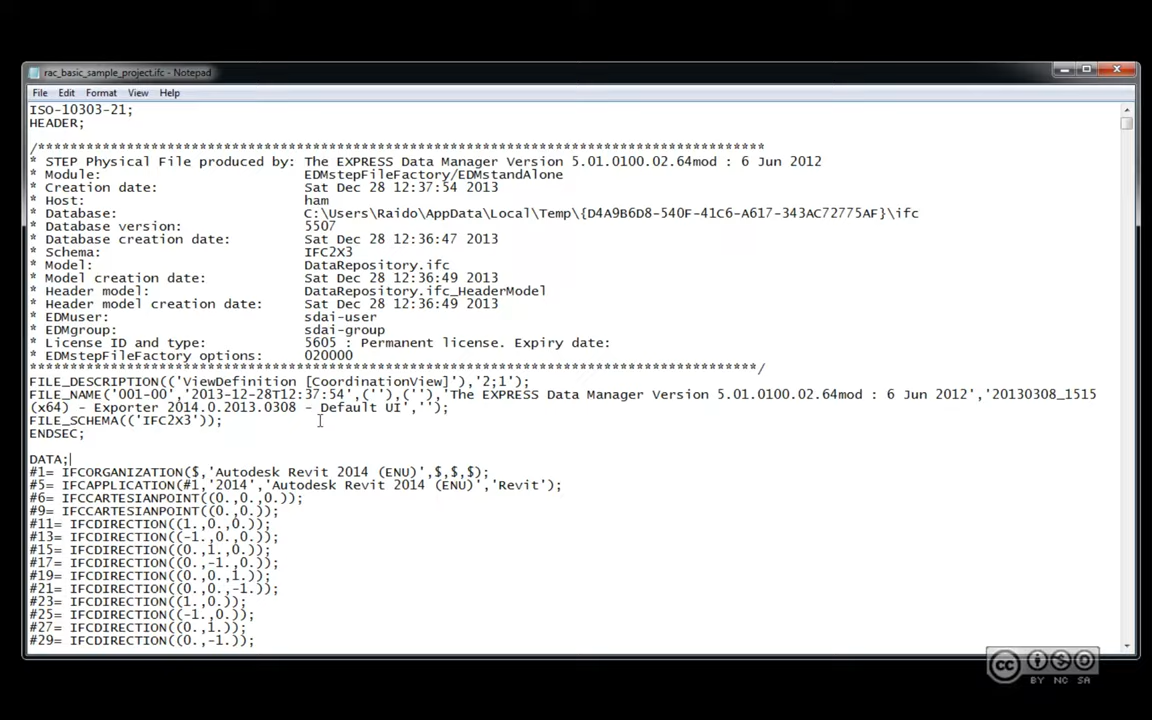 rac_basic_sample_project.ifc - Notepad
File Edit Format View Help
ISO-10303-21;
HEADER;
/******************************************************************************************
* STEP Physical File produced by: The EXPRESS Data Manager Version 5.01.0100.02.64mod : 6 Jun 2012
* Module: EDMstepFileFactory/EDMstandAlone
* Creation date: Sat Dec 28 12:37:54 2013
* Host: ham
* Database: C:\Users\Raido\AppData\Local\Temp\{D4A9B6D8-540F-41C6-A617-343AC72775AF}\ifc
* Database version: 5507
* Database creation date: Sat Dec 28 12:36:47 2013
* Schema: IFC2X3
* Model: DataRepository.ifc
* Model creation date: Sat Dec 28 12:36:49 2013
* Header model: DataRepository.ifc_HeaderModel
* Header model creation date: Sat Dec 28 12:36:49 2013
* EDMuser: sdai-user
* EDMgroup: sdai-group
* License ID and type: 5605 : Permanent license. Expiry date:
* EDMstepFileFactory options: 020000
******************************************************************************************/
FILE_DESCRIPTION(('ViewDefinition [CoordinationView]'),'2;1');
FILE_NAME('001-00','2013-12-28T12:37:54',(''),(''),'The EXPRESS Data Manager Version 5.01.0100.02.64mod : 6 Jun 2012','20130308_1515
(x64) - Exporter 2014.0.2013.0308 - Default UI','');
FILE_SCHEMA(('IFC2X3'));
ENDSEC;
DATA;
#1= IFCORGANIZATION($,'Autodesk Revit 2014 (ENU)',$,$,$);
#5= IFCAPPLICATION(#1,'2014','Autodesk Revit 2014 (ENU)','Revit');
#6= IFCCARTESIANPOINT((0.,0.,0.));
#9= IFCCARTESIANPOINT((0.,0.));
#11= IFCDIRECTION((1.,0.,0.));
#13= IFCDIRECTION((-1.,0.,0.));
#15= IFCDIRECTION((0.,1.,0.));
#17= IFCDIRECTION((0.,-1.,0.));
#19= IFCDIRECTION((0.,0.,1.));
#21= IFCDIRECTION((0.,0.,-1.));
#23= IFCDIRECTION((1.,0.));
#25= IFCDIRECTION((-1.,0.));
#27= IFCDIRECTION((0.,1.));
#29= IFCDIRECTION((0.,-1.));
cc
BY NC SA